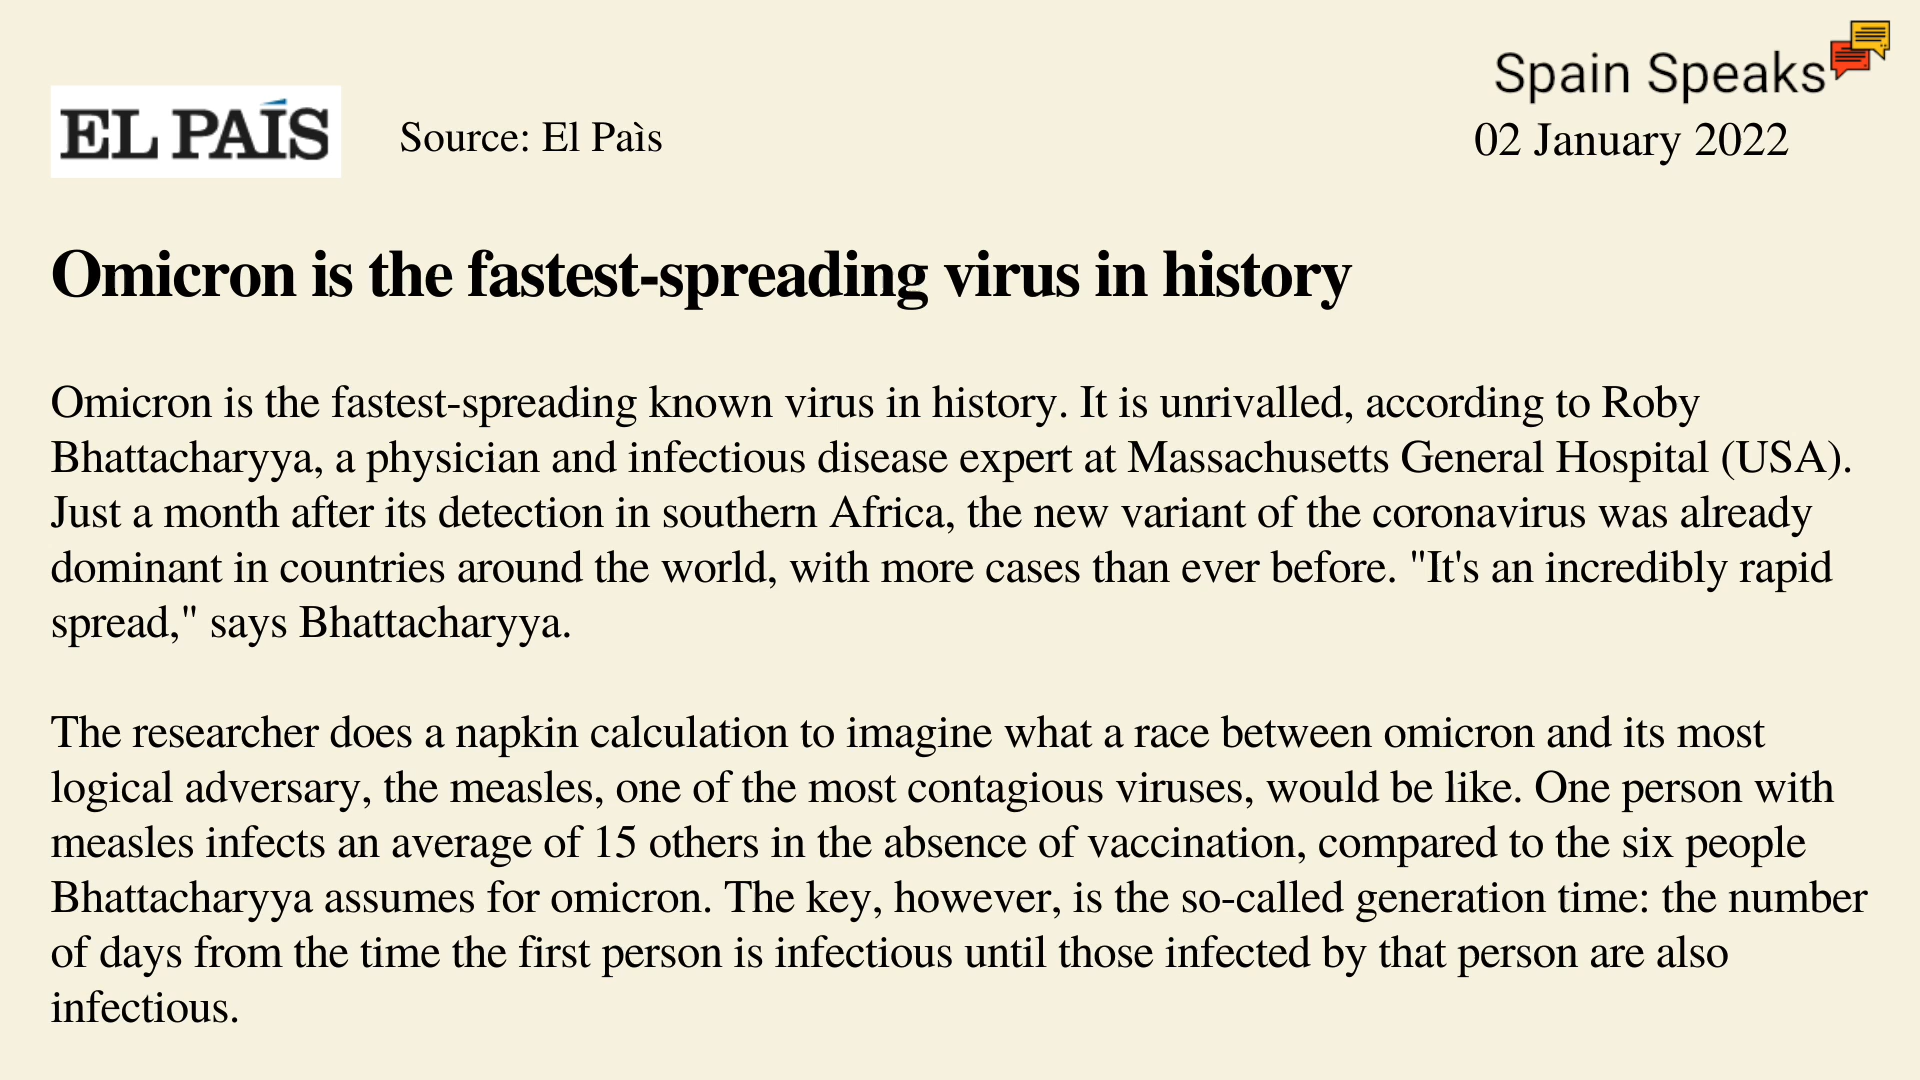 Spain Speaks
EL PAÍS
Source: El Paìs
02 January 2022
Omicron is the fastest-spreading virus in history
Omicron is the fastest-spreading known virus in history. It is unrivalled, according to Roby
Bhattacharyya, a physician and infectious disease expert at Massachusetts General Hospital (USA).
Just a month after its detection in southern Africa, the new variant of the coronavirus was already
dominant in countries around the world, with more cases than ever before. "It's an incredibly rapid
spread," says Bhattacharyya.
The researcher does a napkin calculation to imagine what a race between omicron and its most
logical adversary, the measles, one of the most contagious viruses, would be like. One person with
measles infects an average of 15 others in the absence of vaccination, compared to the six people
Bhattacharyya assumes for omicron. The key, however, is the so-called generation time: the number
of days from the time the first person is infectious until those infected by that person are also
infectious.